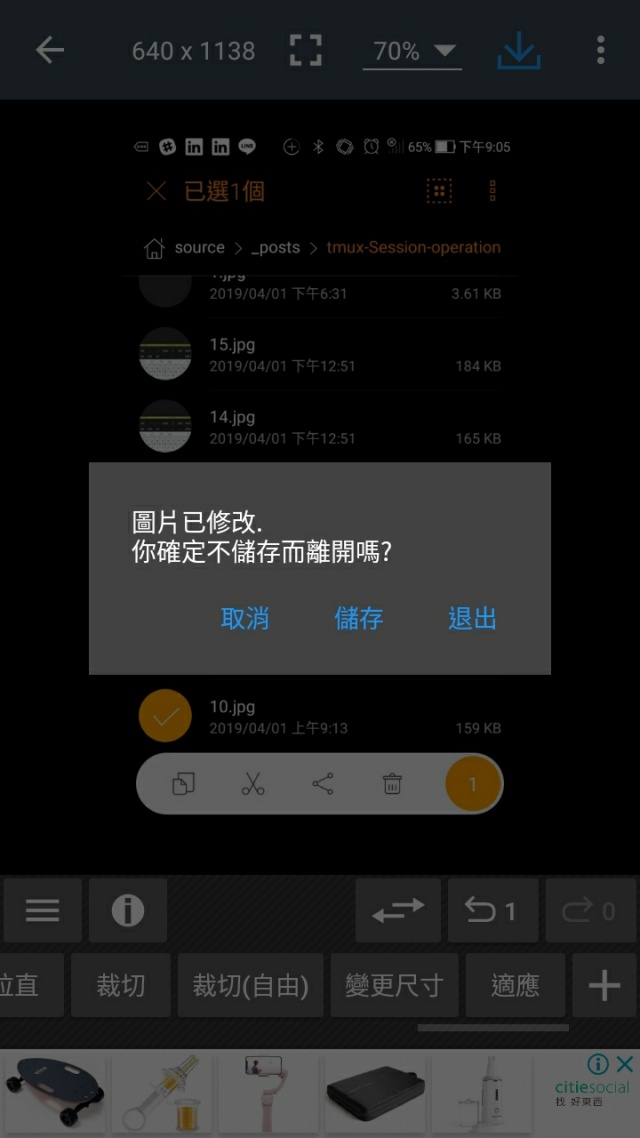 640 x 1138
70%
65% 下午9:05
已選1個
source > _posts > tmux-Session-operation
2019/04/01 下午6:31
3.61 KB
15.jpg
2019/04/01 下午12:51
184 KB
14.jpg
2019/04/01 下午12:51
165 KB
圖片已修改.
你確定不儲存而離開嗎?
取消
儲存
退出
10.jpg
2019/04/01 上午9:13
159 KB
1
1
0
拉直
裁切
裁切(自由)
變更尺寸
適應
citiesocial
找 好東西